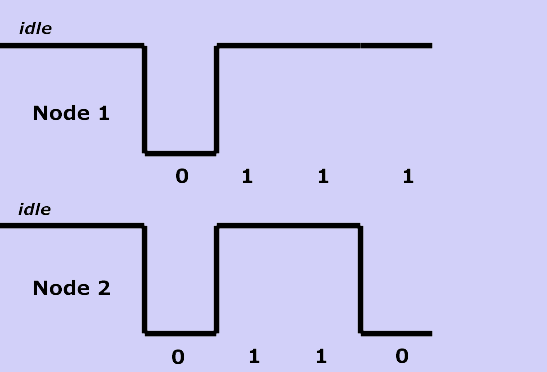 idle
Node 1
0 1 1 1
idle
Node 2
0 1 1 0